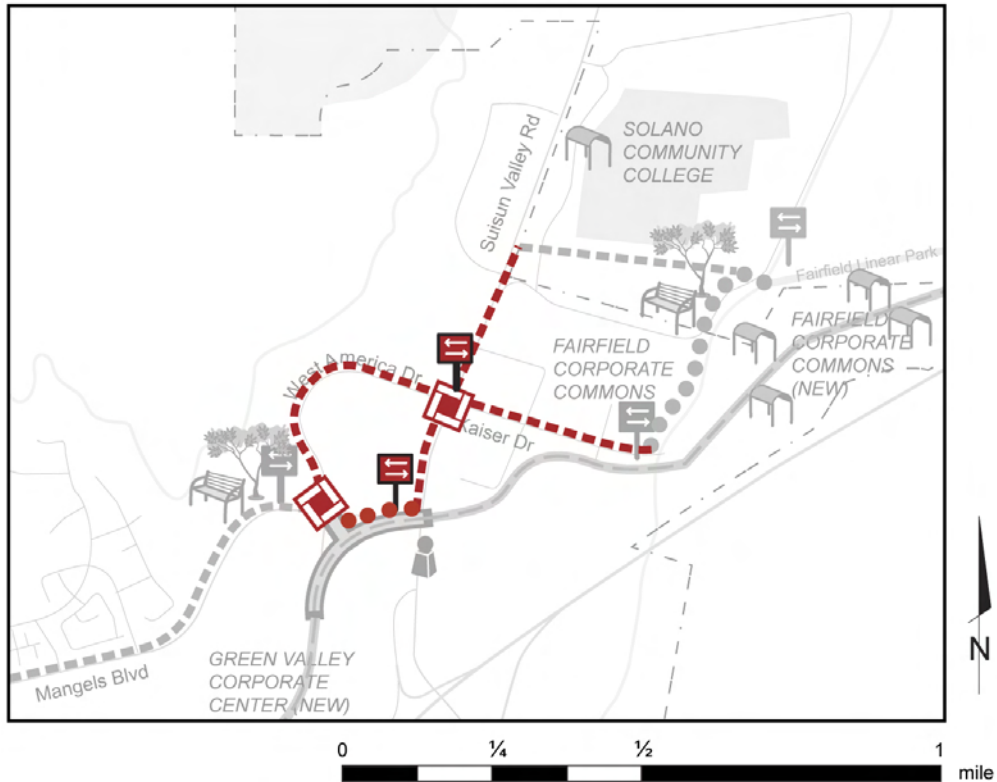 Suisun Valley Rd
SOLANO
COMMUNITY
COLLEGE
Fairfield Linear Park
FAIRFIELD
CORPORATE
COMMONS
(NEW)
FAIRFIELD
CORPORATE
COMMONS
West America Dr
Kaiser Dr
Mangels Blvd
GREEN VALLEY
CORPORATE
CENTER (NEW)
N
0 ¼ ½ 1
mile